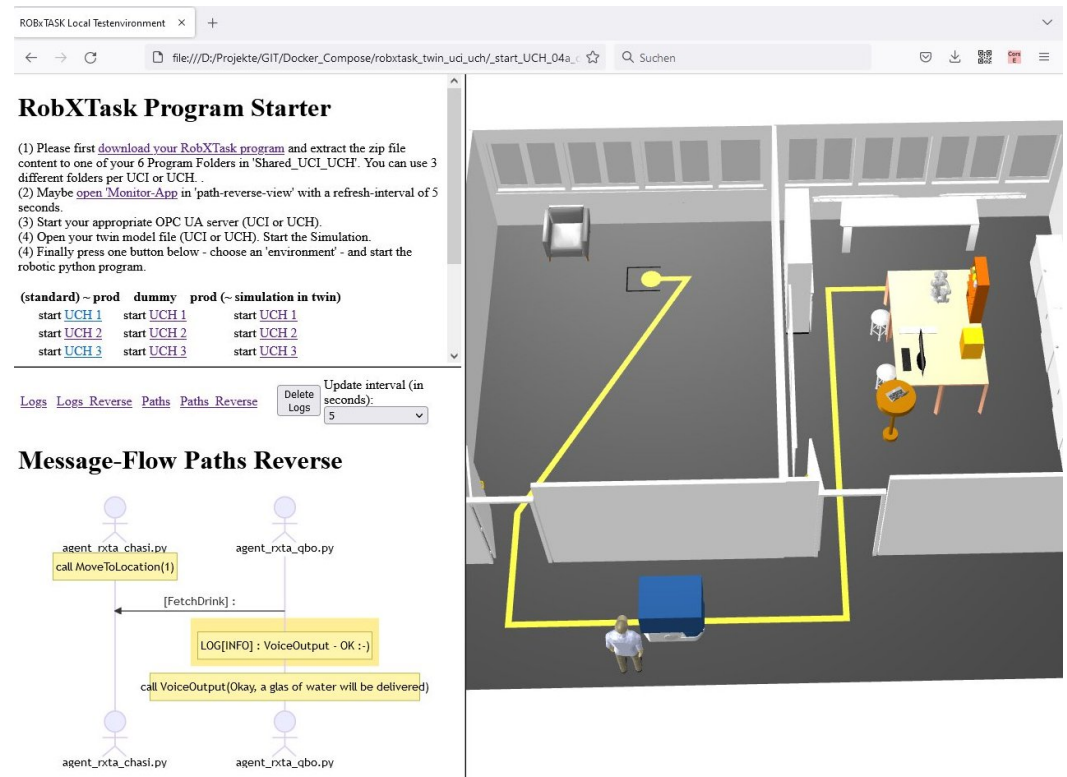 ROBxTASK Local Testenvironment × +
file:///D:/Projekte/GIT/Docker_Compose/robxtask_twin_uci_uch/_start_UCH_04a_
Suchen
RobXTask Program Starter
(1) Please first download your RobXTask program and extract the zip file
content to one of your 6 Program Folders in 'Shared_UCI_UCH'. You can use 3
different folders per UCI or UCH. .
(2) Maybe open 'Monitor-App in 'path-reverse-view' with a refresh-interval of 5
seconds.
(3) Start your appropriate OPC UA server (UCI or UCH).
(4) Open your twin model file (UCI or UCH). Start the Simulation.
(4) Finally press one button below - choose an 'environment' - and start the
robotic python program.
(standard) ~ prod dummy prod (~ simulation in twin)
start UCH 1 start UCH 1 start UCH 1
start UCH 2 start UCH 2 start UCH 2
start UCH 3 start UCH 3 start UCH 3
Logs Logs Reverse Paths Paths Reverse
Delete
Logs
Update interval (in
seconds):
5
Message-Flow Paths Reverse
agent_rxta_chasi.py agent_rxta_qbo.py
call MoveToLocation(1)
[FetchDrink] :
LOG[INFO] : VoiceOutput - OK :-)
call VoiceOutput(Okay, a glas of water will be delivered)
agent_rxta_chasi.py agent_rxta_qbo.py